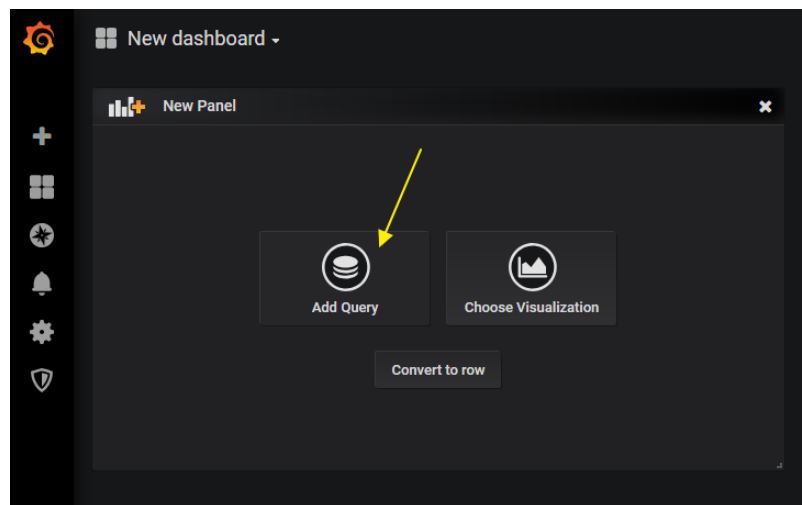 New dashboard
New Panel
Add Query
Choose Visualization
Convert to row